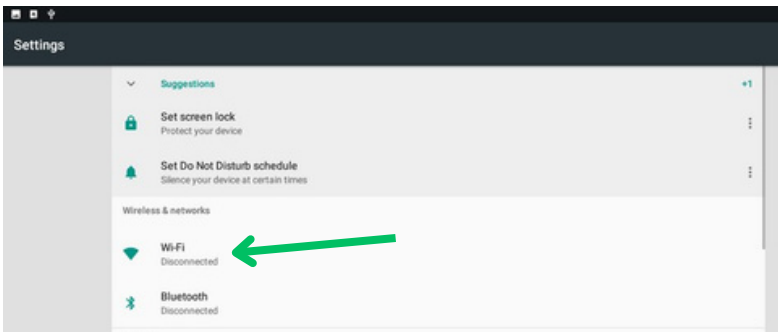 Settings
Suggestions +1
Set screen lock
Protect your device
Set Do Not Disturb schedule
Silence your device at certain times
Wireless & networks
Wi-Fi
Disconnected
Bluetooth
Disconnected